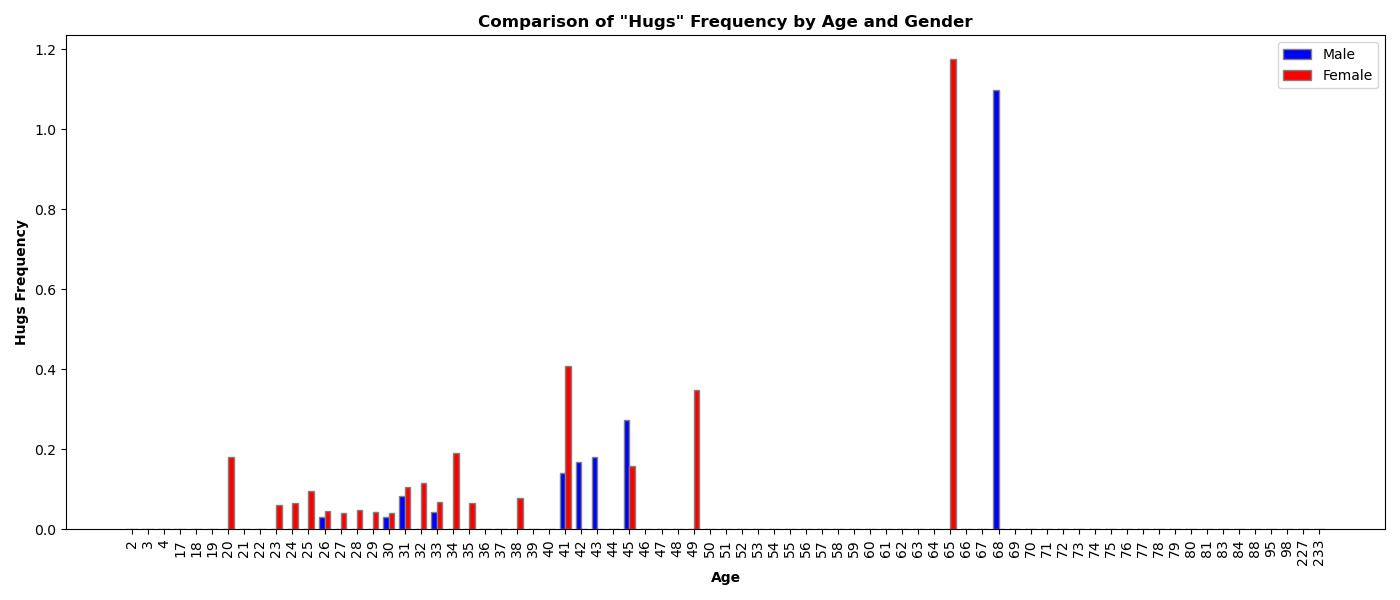 Comparison of "Hugs" Frequency by Age and Gender
Male
Female
1.2
1.0
0.8
0.6
0.4
0.2
0.0
Hugs Frequency
2 3 4 17 18 19 20 21 22 23 24 25 26 27 28 29 30 31 32 33 34 35 36 37 38 39 40 41 42 43 44 45 46 47 48 49 50 51 52 53 54 55 56 57 58 59 60 61 62 63 64 65 66 67 68 69 70 71 72 73 74 75 76 77 78 79 80 81 83 84 88 95 98 227 233
Age